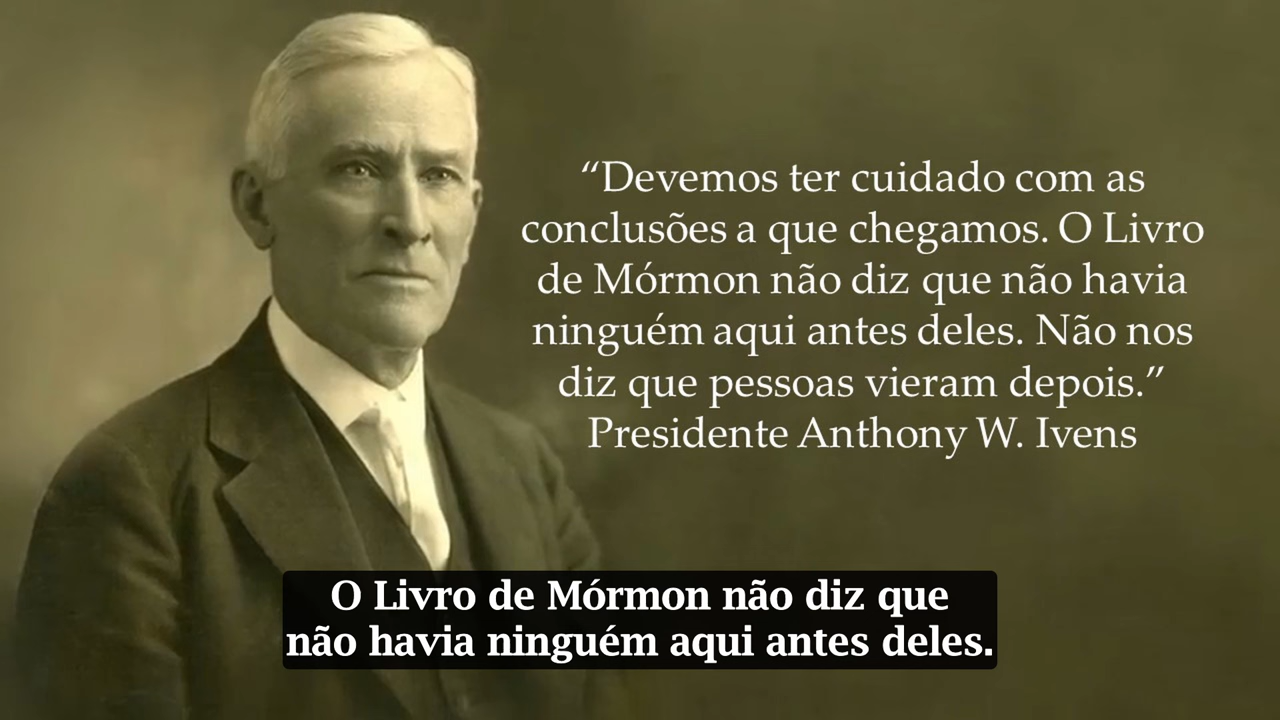 “Devemos ter cuidado com as
conclusões a que chegamos. O Livro
de Mórmon não diz que não havia
ninguém aqui antes deles. Não nos
diz que pessoas vieram depois.”
Presidente Anthony W. Ivens
O Livro de Mórmon não diz que
não havia ninguém aqui antes deles.